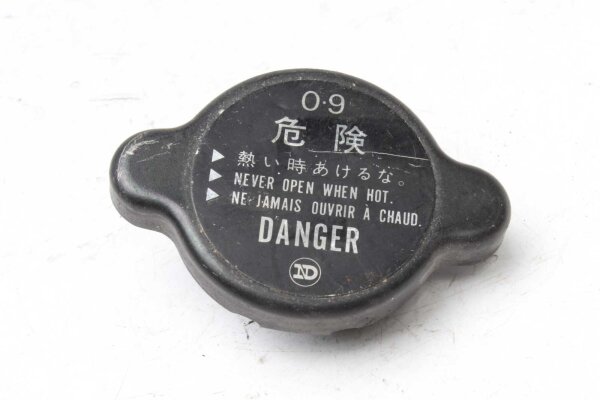 0·9
危険
▶ 熱い時あけるな。
▶ NEVER OPEN WHEN HOT.
▶ NE JAMAIS OUVRIR À CHAUD.
DANGER
ND